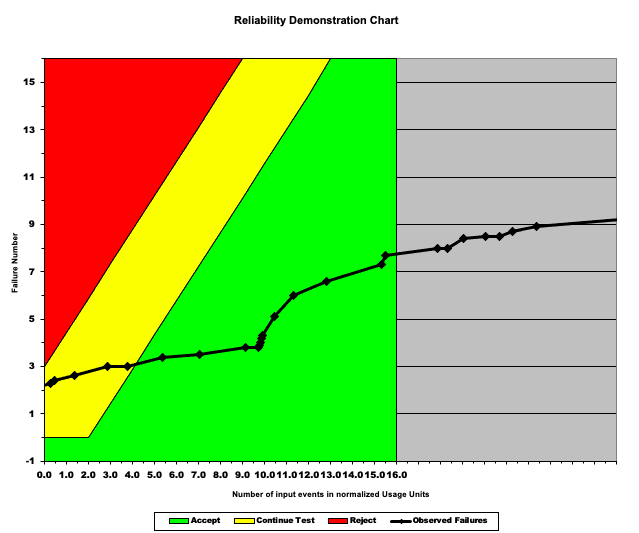 Reliability Demonstration Chart
15
13
11
9
7
5
3
1
-1
Failure Number
0.0 1.0 2.0 3.0 4.0 5.0 6.0 7.0 8.0 9.0 10.0 11.0 12.0 13.0 14.0 15.0 16.0
Number of input events in normalized Usage Units
Accept Continue Test Reject Observed Failures